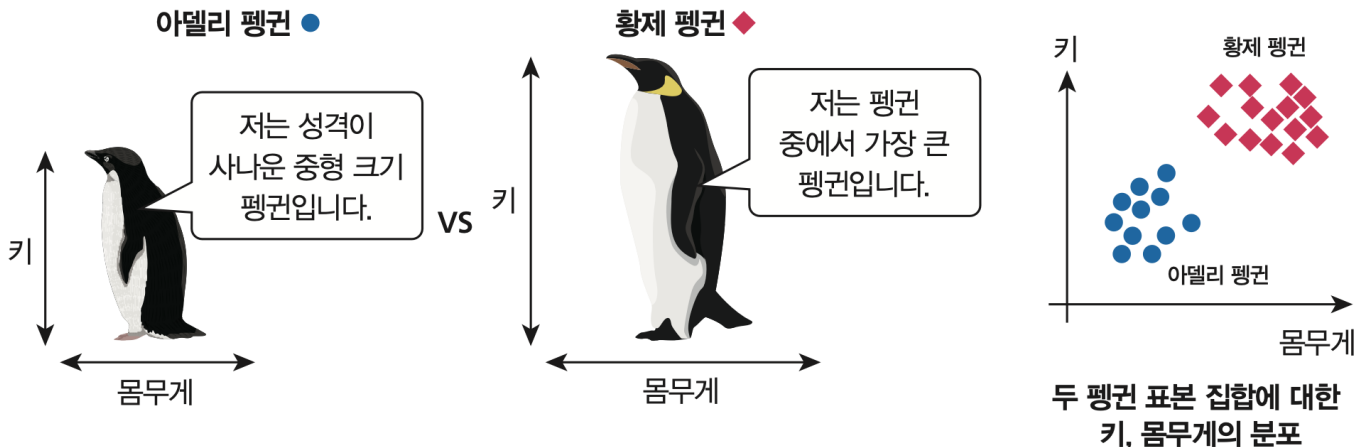 아델리 펭귄
저는 성격이
사나운 중형 크기
펭귄입니다.
키
몸무게
vs
황제 펭귄
저는 펭귄
중에서 가장 큰
펭귄입니다.
키
몸무게
키
황제 펭귄
아델리 펭귄
몸무게
두 펭귄 표본 집합에 대한
키, 몸무게의 분포